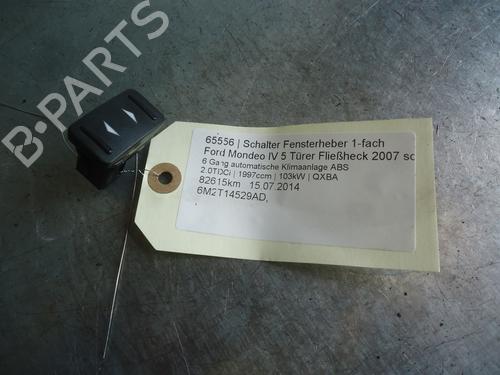 B-PARTS
65556 | Schalter Fensterheber 1-fach
Ford Mondeo IV 5 Türer Fließheck 2007 sc
6 Gang automatische Klimaanlage ABS
2.0TDCi | 1997ccm | 103kW | QXBA
82615km 15.07.2014
6M2T14529AD,